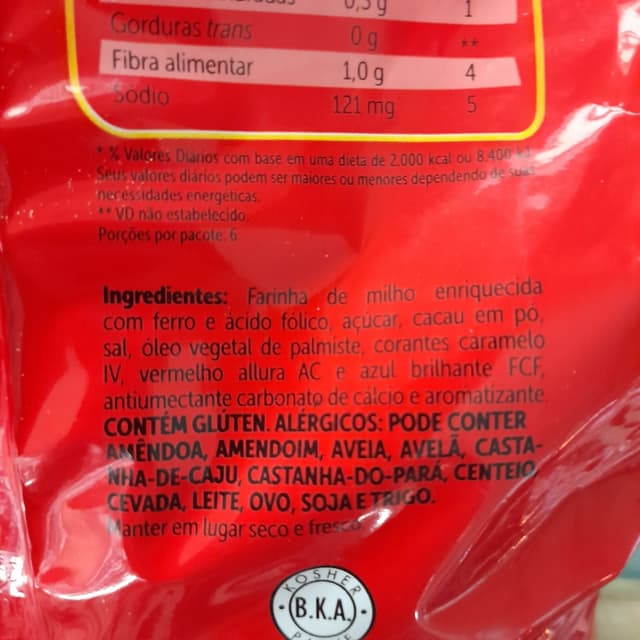 0,5 g 1
Gorduras trans 0 g **
Fibra alimentar 1,0 g 4
Sódio 121 mg 5
* % Valores Diários com base em uma dieta de 2.000 kcal ou 8.400
Seus valores diários podem ser maiores ou menores dependendo de suas
necessidades energéticas.
** VD não estabelecido.
Porções por pacote: 6
Ingredientes: Farinha de milho enriquecida
com ferro e ácido fólico, açúcar, cacau em pó,
sal, óleo vegetal de palmiste, corantes caramelo
IV, vermelho allura AC e azul brilhante FCF,
antiumectante carbonato de cálcio e aromatizante.
CONTÉM GLÚTEN. ALÉRGICOS: PODE CONTER
AMÊNDOA, AMENDOIM, AVEIA, AVELÃ, CASTA-
NHA-DE-CAJU, CASTANHA-DO-PARÁ, CENTEIO,
CEVADA, LEITE, OVO, SOJA E TRIGO.
Manter em lugar seco e fresco.
KOSHER
B.K.A.